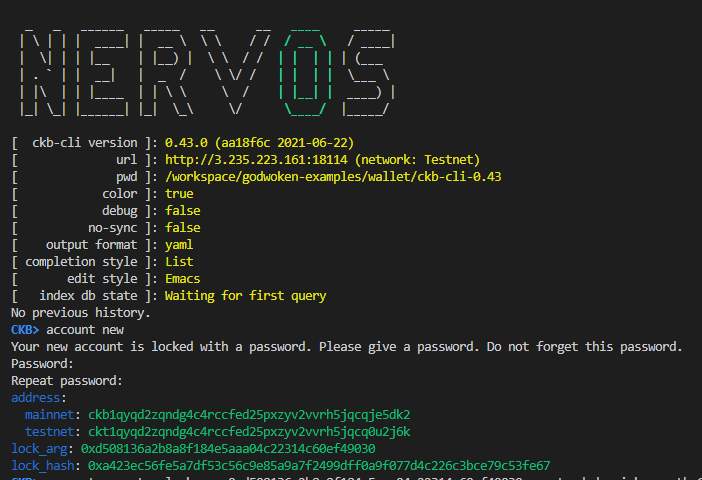 NERVOS
[  ckb-cli version ]: 0.43.0 (aa18f6c 2021-06-22)
[              url ]: http://3.235.223.161:18114 (network: Testnet)
[              pwd ]: /workspace/godwoken-examples/wallet/ckb-cli-0.43
[            color ]: true
[            debug ]: false
[          no-sync ]: false
[    output format ]: yaml
[ completion style ]: List
[       edit style ]: Emacs
[   index db state ]: Waiting for first query
No previous history.
CKB> account new
Your new account is locked with a password. Please give a password. Do not forget this password.
Password:
Repeat password:
address:
  mainnet: ckb1qyqd2zqndg4c4rccfed25pxzyv2vvrh5jqcqje5dk2
  testnet: ckt1qyqd2zqndg4c4rccfed25pxzyv2vvrh5jqcq0u2j6k
lock_arg: 0xd508136a2b8a8f184e5aaa04c22314c60ef49030
lock_hash: 0xa423ec56fe5a7df53c56c9e85a9a7f2499dff0a9f077d4c226c3bce79c53fe67